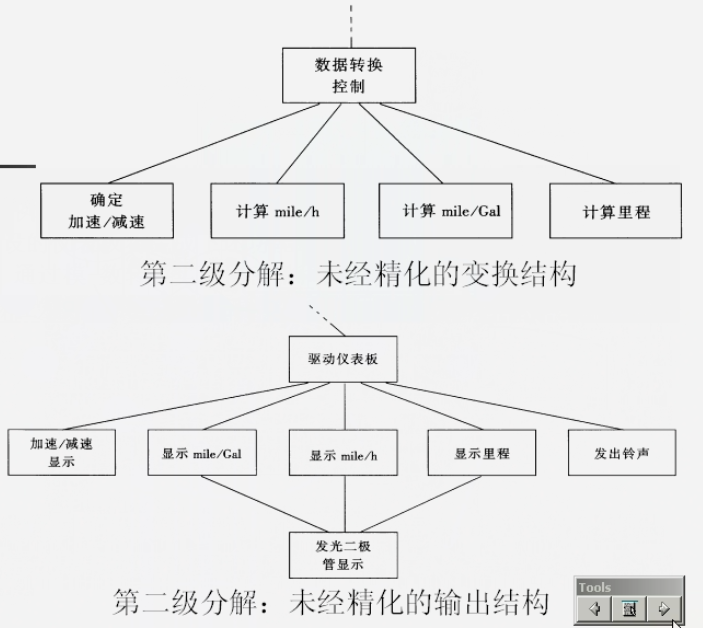 数据转换
控制
确定
加速/减速
计算 mile/h
计算 mile/Gal
计算里程
第二级分解：未经精化的变换结构
驱动仪表板
加速/减速
显示
显示 mile/Gal
显示 mile/h
显示里程
发出铃声
发光二极
管显示
第二级分解：未经精化的输出结构
Tools